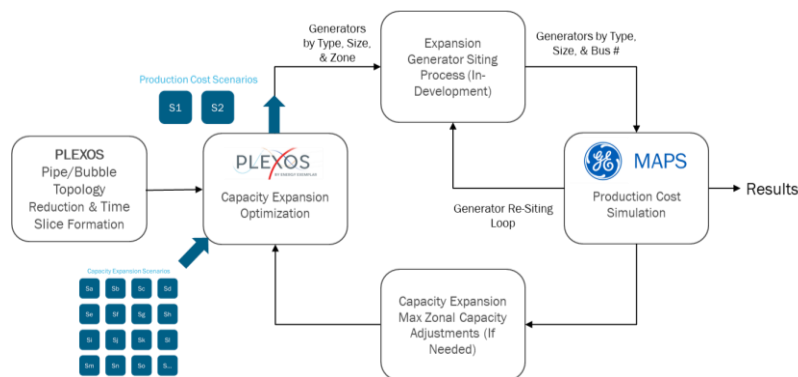 Generators
by Type, Size,
& Zone
Expansion
Generator Siting
Process (In-
Development)
Generators by Type,
Size, & Bus #
Production Cost Scenarios
S1
S2
PLEXOS
Pipe/Bubble
Topology
Reduction & Time
Slice Formation
PLEXOS
BY ENERGY EXEMPLAR
Capacity Expansion
Optimization
GE
MAPS
Production Cost
Simulation
Results
Generator Re-Siting
Loop
Capacity Expansion Scenarios
Sa
Sb
Sc
Sd
Se
Sf
Sg
Sh
Si
Sj
Sk
Sl
Sm
Sn
So
S...
Capacity Expansion
Max Zonal Capacity
Adjustments (If
Needed)